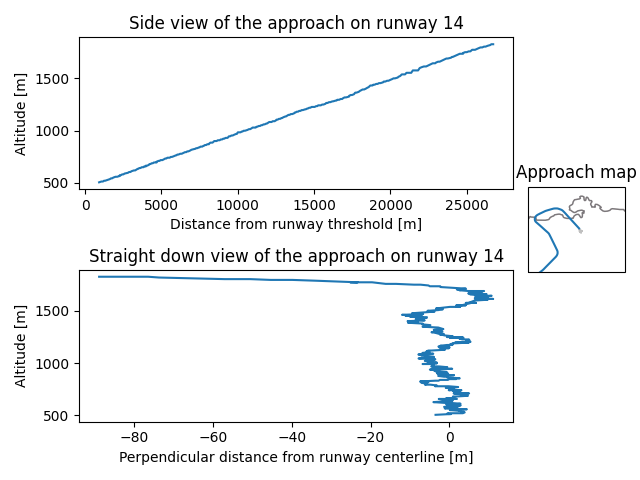 Side view of the approach on runway 14
Altitude [m]
1500
1000
500
0 5000 10000 15000 20000 25000
Distance from runway threshold [m]
Approach map
Straight down view of the approach on runway 14
Altitude [m]
1500
1000
500
−80 −60 −40 −20 0
Perpendicular distance from runway centerline [m]